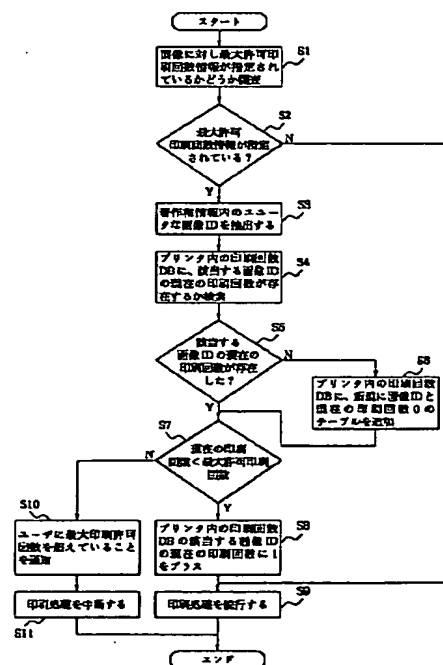 スタート
S1
画像に対し最大許可印
刷回数情報が指定されて
いるかどうか調査
S2
最大許可
印刷回数情報が指定
されている?
N
Y
S3
著作権情報内のユニー
クな画像IDを抽出する
S4
プリンタ内の印刷回数
DBに、該当する画像ID
の現在の印刷回数が存
在するか検索
S5
該当する
画像IDの現在の
印刷回数が存在
した?
N
Y
S6
プリンタ内の印刷回数
DBに、新規に画像IDと
現在の印刷回数0の
テーブルを追加
S7
現在の印刷
回数く最大許可印刷
回数
N
Y
S10
ユーザに最大印刷許可
回数を超えていること
を通知
S8
プリンタ内の印刷回数
DBの該当する画像ID
の現在の印刷回数に1
をプラス
印刷処理を中断する
S11
印刷処理を続行する
S9
エンド